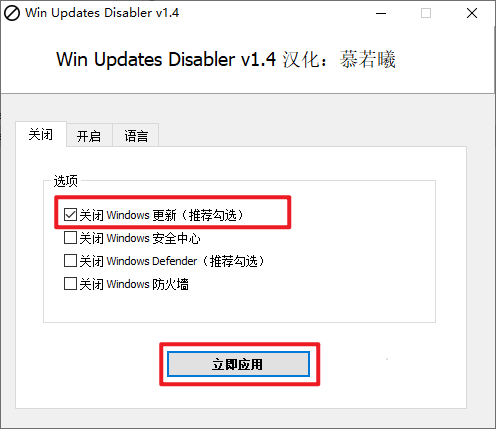 Win Updates Disabler v1.4
Win Updates Disabler v1.4 汉化：慕若曦
关闭 开启 语言
选项
关闭 Windows 更新（推荐勾选）
关闭 Windows 安全中心
关闭 Windows Defender（推荐勾选）
关闭 Windows 防火墙
立即应用